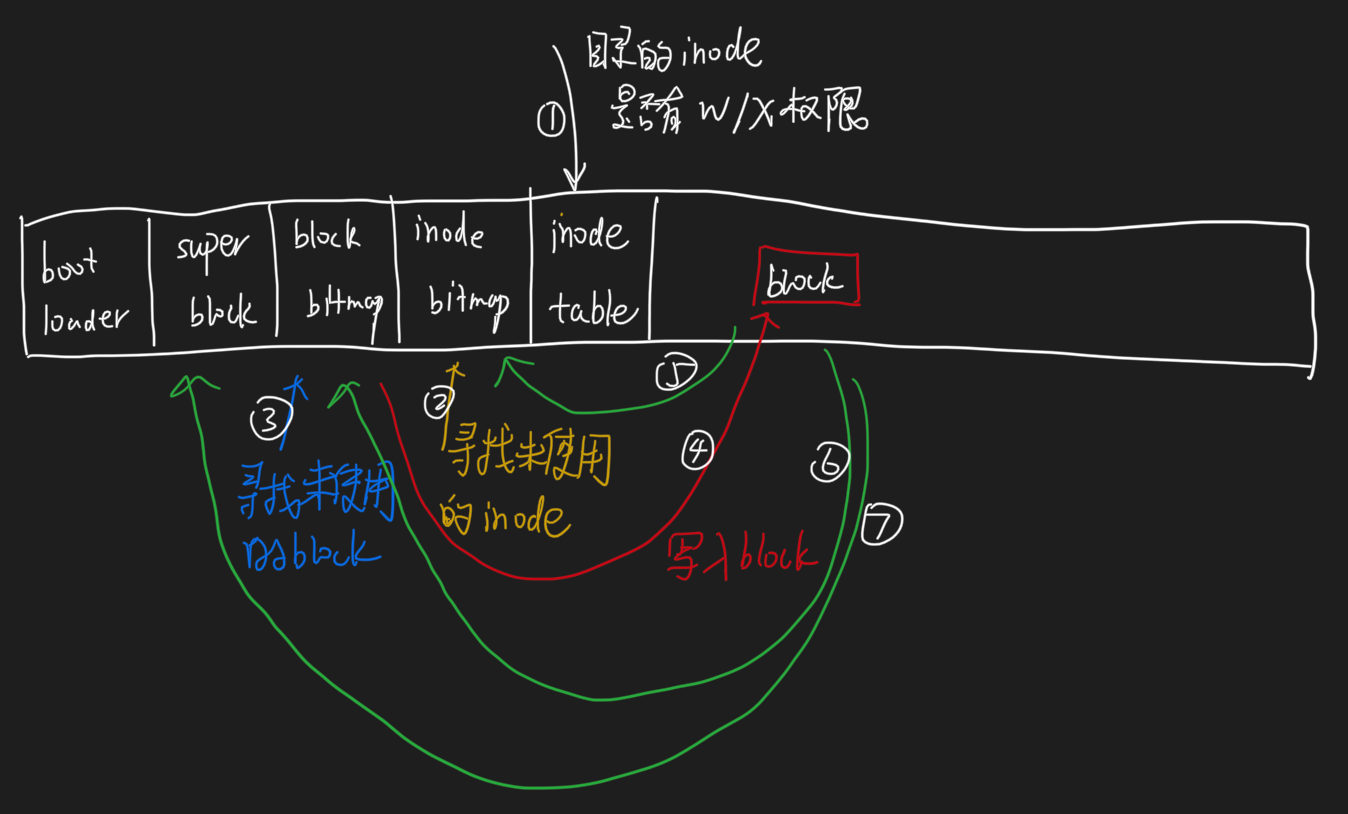 目录的inode
是否有 W/X权限
①
boot
loader
super
block
block
bitmap
inode
bitmap
inode
table
block
③
寻找未使用
的block
②
寻找未使用
的inode
⑤
④
写入block
⑥
⑦